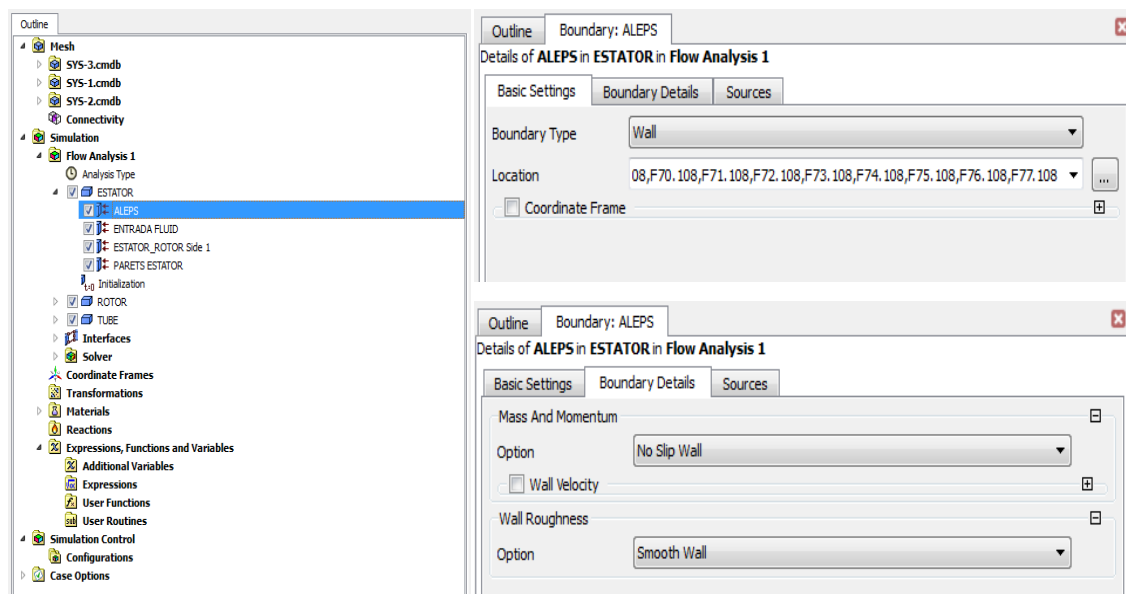 Outline
Mesh
SYS-3.cmdb
SYS-1.cmdb
SYS-2.cmdb
Connectivity
Simulation
Flow Analysis 1
Analysis Type
ESTATOR
ALEPS
ENTRADA FLUID
ESTATOR_ROTOR Side 1
PARETS ESTATOR
t=0 Initialization
ROTOR
TUBE
Interfaces
Solver
Coordinate Frames
Transformations
Materials
Reactions
Expressions, Functions and Variables
Additional Variables
Expressions
User Functions
User Routines
Simulation Control
Configurations
Case Options
Outline Boundary: ALEPS
Details of ALEPS in ESTATOR in Flow Analysis 1
Basic Settings Boundary Details Sources
Boundary Type Wall
Location 08,F70.108,F71.108,F72.108,F73.108,F74.108,F75.108,F76.108,F77.108 ...
Coordinate Frame
Outline Boundary: ALEPS
Details of ALEPS in ESTATOR in Flow Analysis 1
Basic Settings Boundary Details Sources
Mass And Momentum
Option No Slip Wall
Wall Velocity
Wall Roughness
Option Smooth Wall